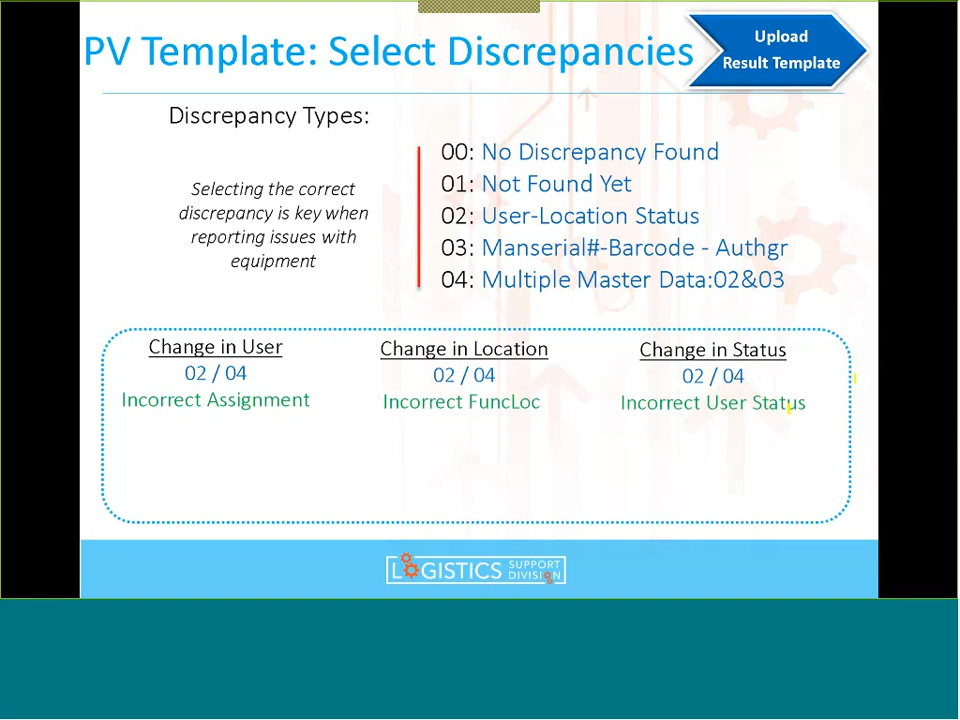 PV Template: Select Discrepancies
Upload
Result Template
Discrepancy Types:
Selecting the correct
discrepancy is key when
reporting issues with
equipment
00: No Discrepancy Found
01: Not Found Yet
02: User-Location Status
03: Manserial#-Barcode - Authgr
04: Multiple Master Data:02&03
Change in User
02 / 04
Incorrect Assignment
Change in Location
02 / 04
Incorrect FuncLoc
Change in Status
02 / 04
Incorrect User Status
LOGISTICS SUPPORT
DIVISION